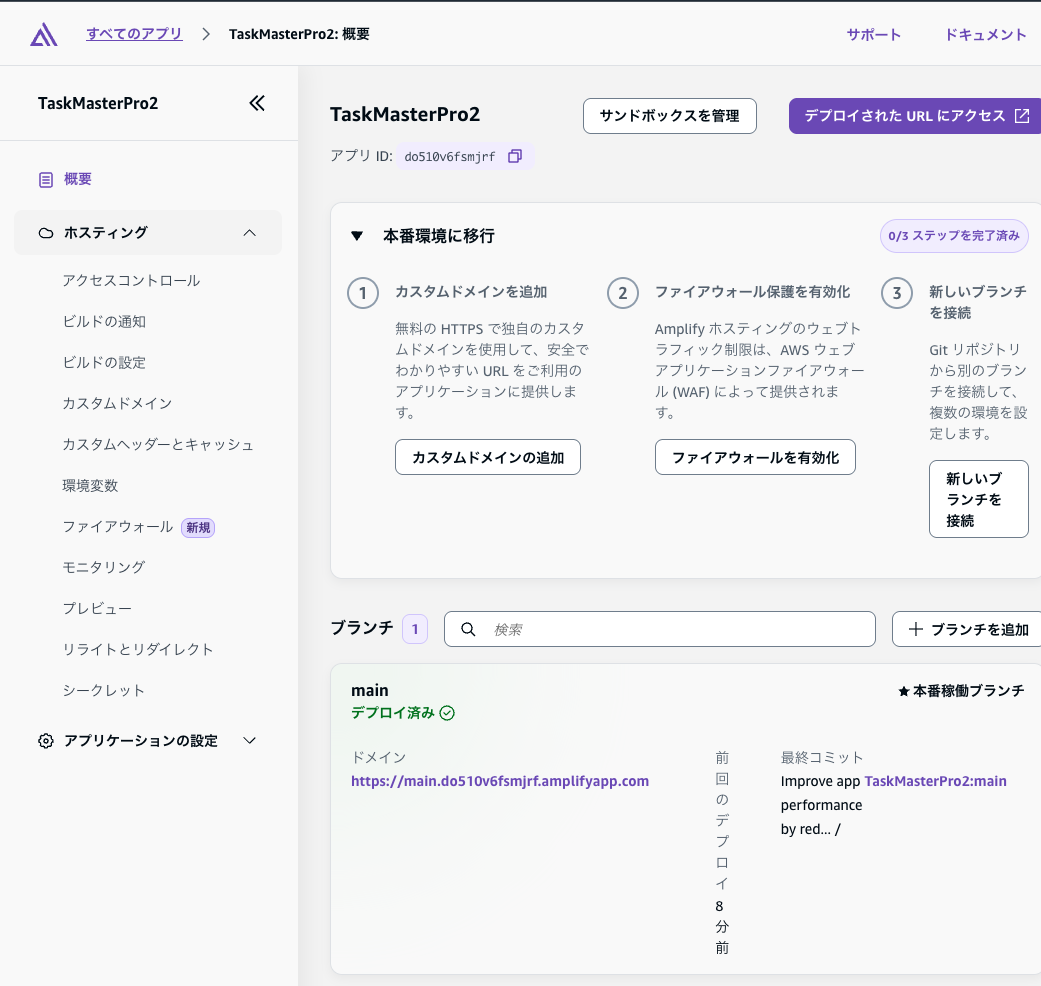 すべてのアプリ
TaskMasterPro2: 概要
サポート
ドキュメント
TaskMasterPro2
概要
ホスティング
アクセスコントロール
ビルドの通知
ビルドの設定
カスタムドメイン
カスタムヘッダーとキャッシュ
環境変数
ファイアウォール 新規
モニタリング
プレビュー
リライトとリダイレクト
シークレット
アプリケーションの設定
TaskMasterPro2
サンドボックスを管理
デプロイされた URL にアクセス
アプリ ID: do510v6fsmjrf
本番環境に移行
0/3 ステップを完了済み
1
カスタムドメインを追加
無料の HTTPS で独自のカスタ
ムドメインを使用して、安全で
わかりやすい URL をご利用の
アプリケーションに提供しま
す。
カスタムドメインの追加
2
ファイアウォール保護を有効化
Amplify ホスティングのウェブト
ラフィック制限は、AWS ウェブ
アプリケーションファイアウォー
ル (WAF) によって提供されま
す。
ファイアウォールを有効化
3
新しいブランチ
を接続
Git リポジトリ
から別のブラン
チを接続して、
複数の環境を設
定します。
新しいブ
ランチを
接続
ブランチ 1
検索
ブランチを追加
main
デプロイ済み
★ 本番稼働ブランチ
ドメイン
https://main.do510v6fsmjrf.amplifyapp.com
前
回
の
デ
プ
ロ
イ
8
分
前
最終コミット
Improve app TaskMasterPro2:main
performance
by red... /